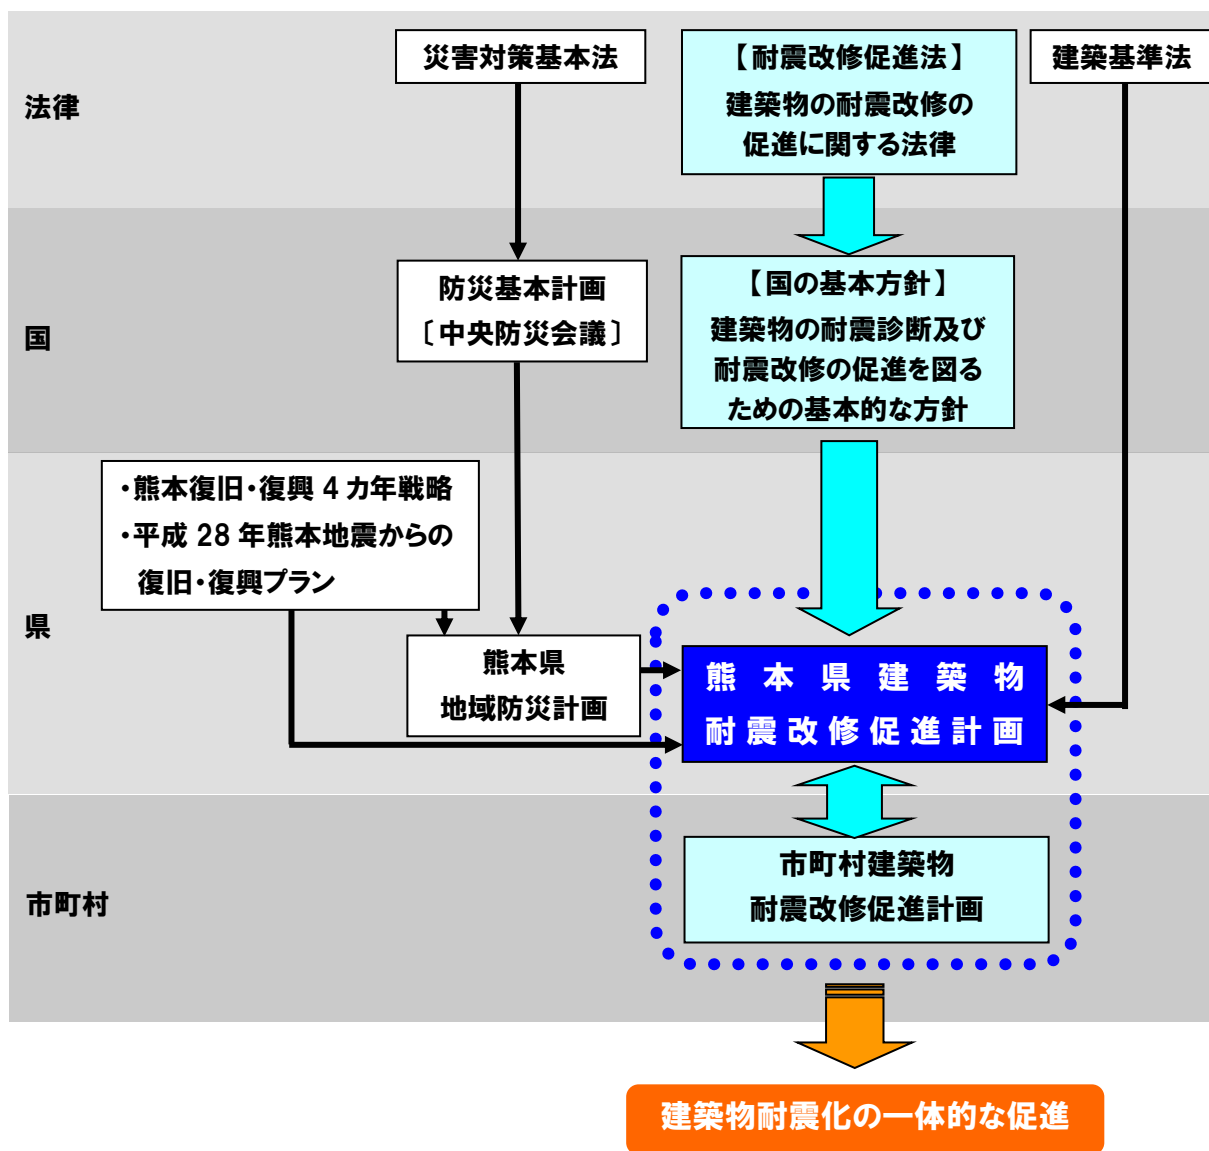 法律
災害対策基本法
【耐震改修促進法】
建築物の耐震改修の
促進に関する法律
建築基準法
国
防災基本計画
〔中央防災会議〕
【国の基本方針】
建築物の耐震診断及び
耐震改修の促進を図る
ための基本的な方針
県
・熊本復旧・復興 4 カ年戦略
・平成 28 年熊本地震からの
復旧・復興プラン
熊本県
地域防災計画
熊本県建築物
耐震改修促進計画
市町村
市町村建築物
耐震改修促進計画
建築物耐震化の一体的な促進